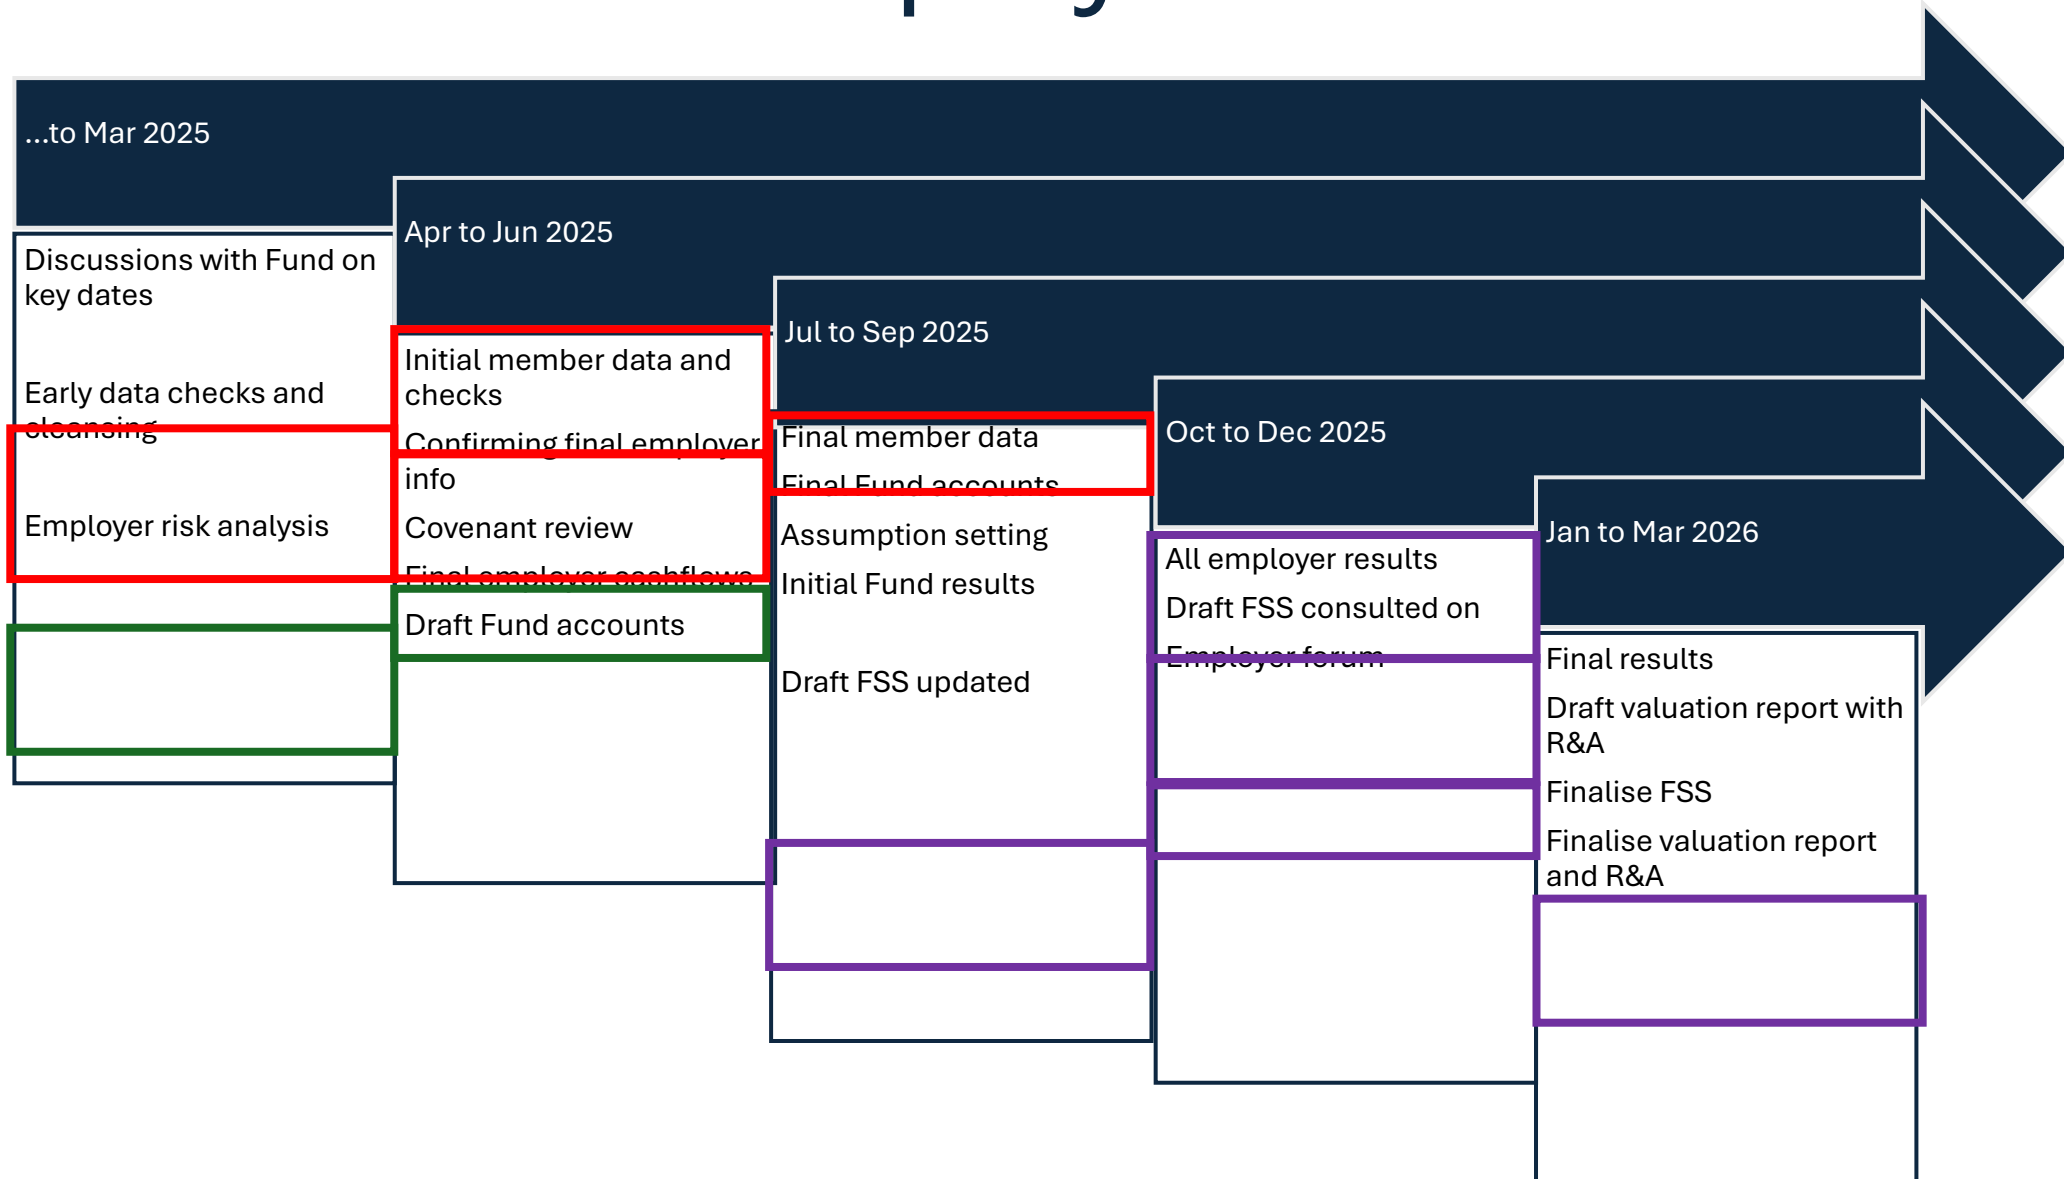 ...to Mar 2025
Discussions with Fund on
key dates
Early data checks and
cleansing
Employer risk analysis
Apr to Jun 2025
Initial member data and
checks
Confirming final employer
info
Covenant review
Final employer cashflows
Draft Fund accounts
Jul to Sep 2025
Final member data
Final Fund accounts
Assumption setting
Initial Fund results
Draft FSS updated
Oct to Dec 2025
All employer results
Draft FSS consulted on
Employer forum
Jan to Mar 2026
Final results
Draft valuation report with
R&A
Finalise FSS
Finalise valuation report
and R&A